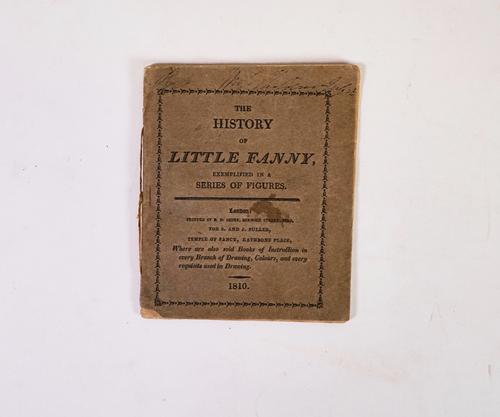 THE
HISTORY
OF
LITTLE FANNY,
EXEMPLIFIED IN A
SERIES OF FIGURES.
London:
PRINTED BY
FOR S. AND J. FULLER,
TEMPLE OF FANCY, RATHBONE PLACE,
Where are also sold Books of Instruction in
every Branch of Drawing, Colours, and every
requisite used in Drawing.
1810.